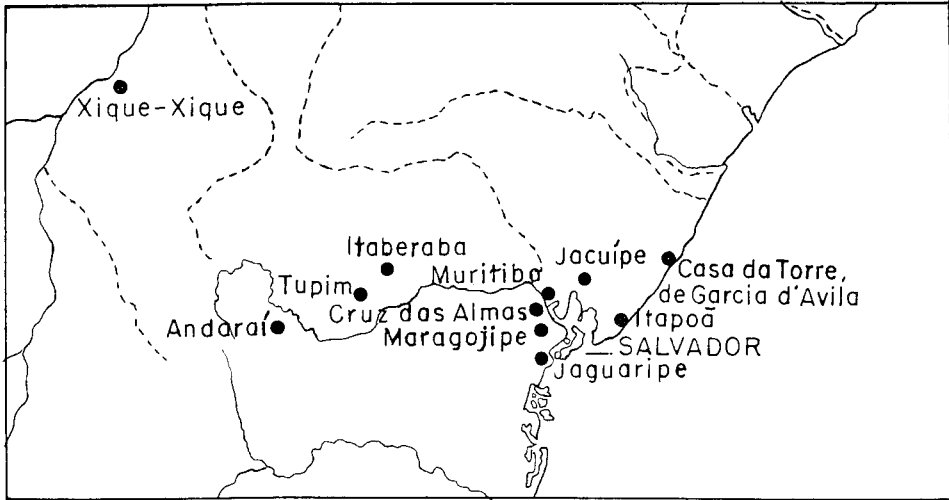 Xique-Xique
Itaberaba
Jacuípe
Muritiba
Casa da Torre,
de Garcia d'Avila
Tupim
Cruz das Almas
Itapoã
Andaraí
Maragojipe
SALVADOR
Jaguaripe